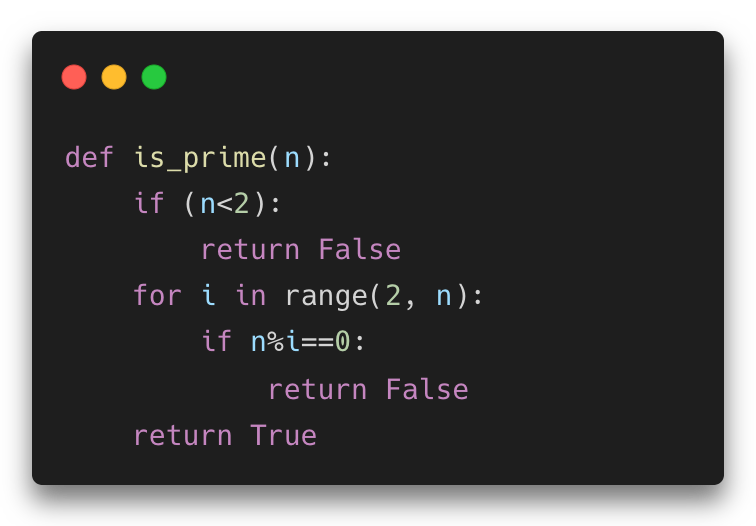 def is_prime(n):
    if (n<2):
        return False
    for i in range(2, n):
        if n%i==0:
            return False
    return True